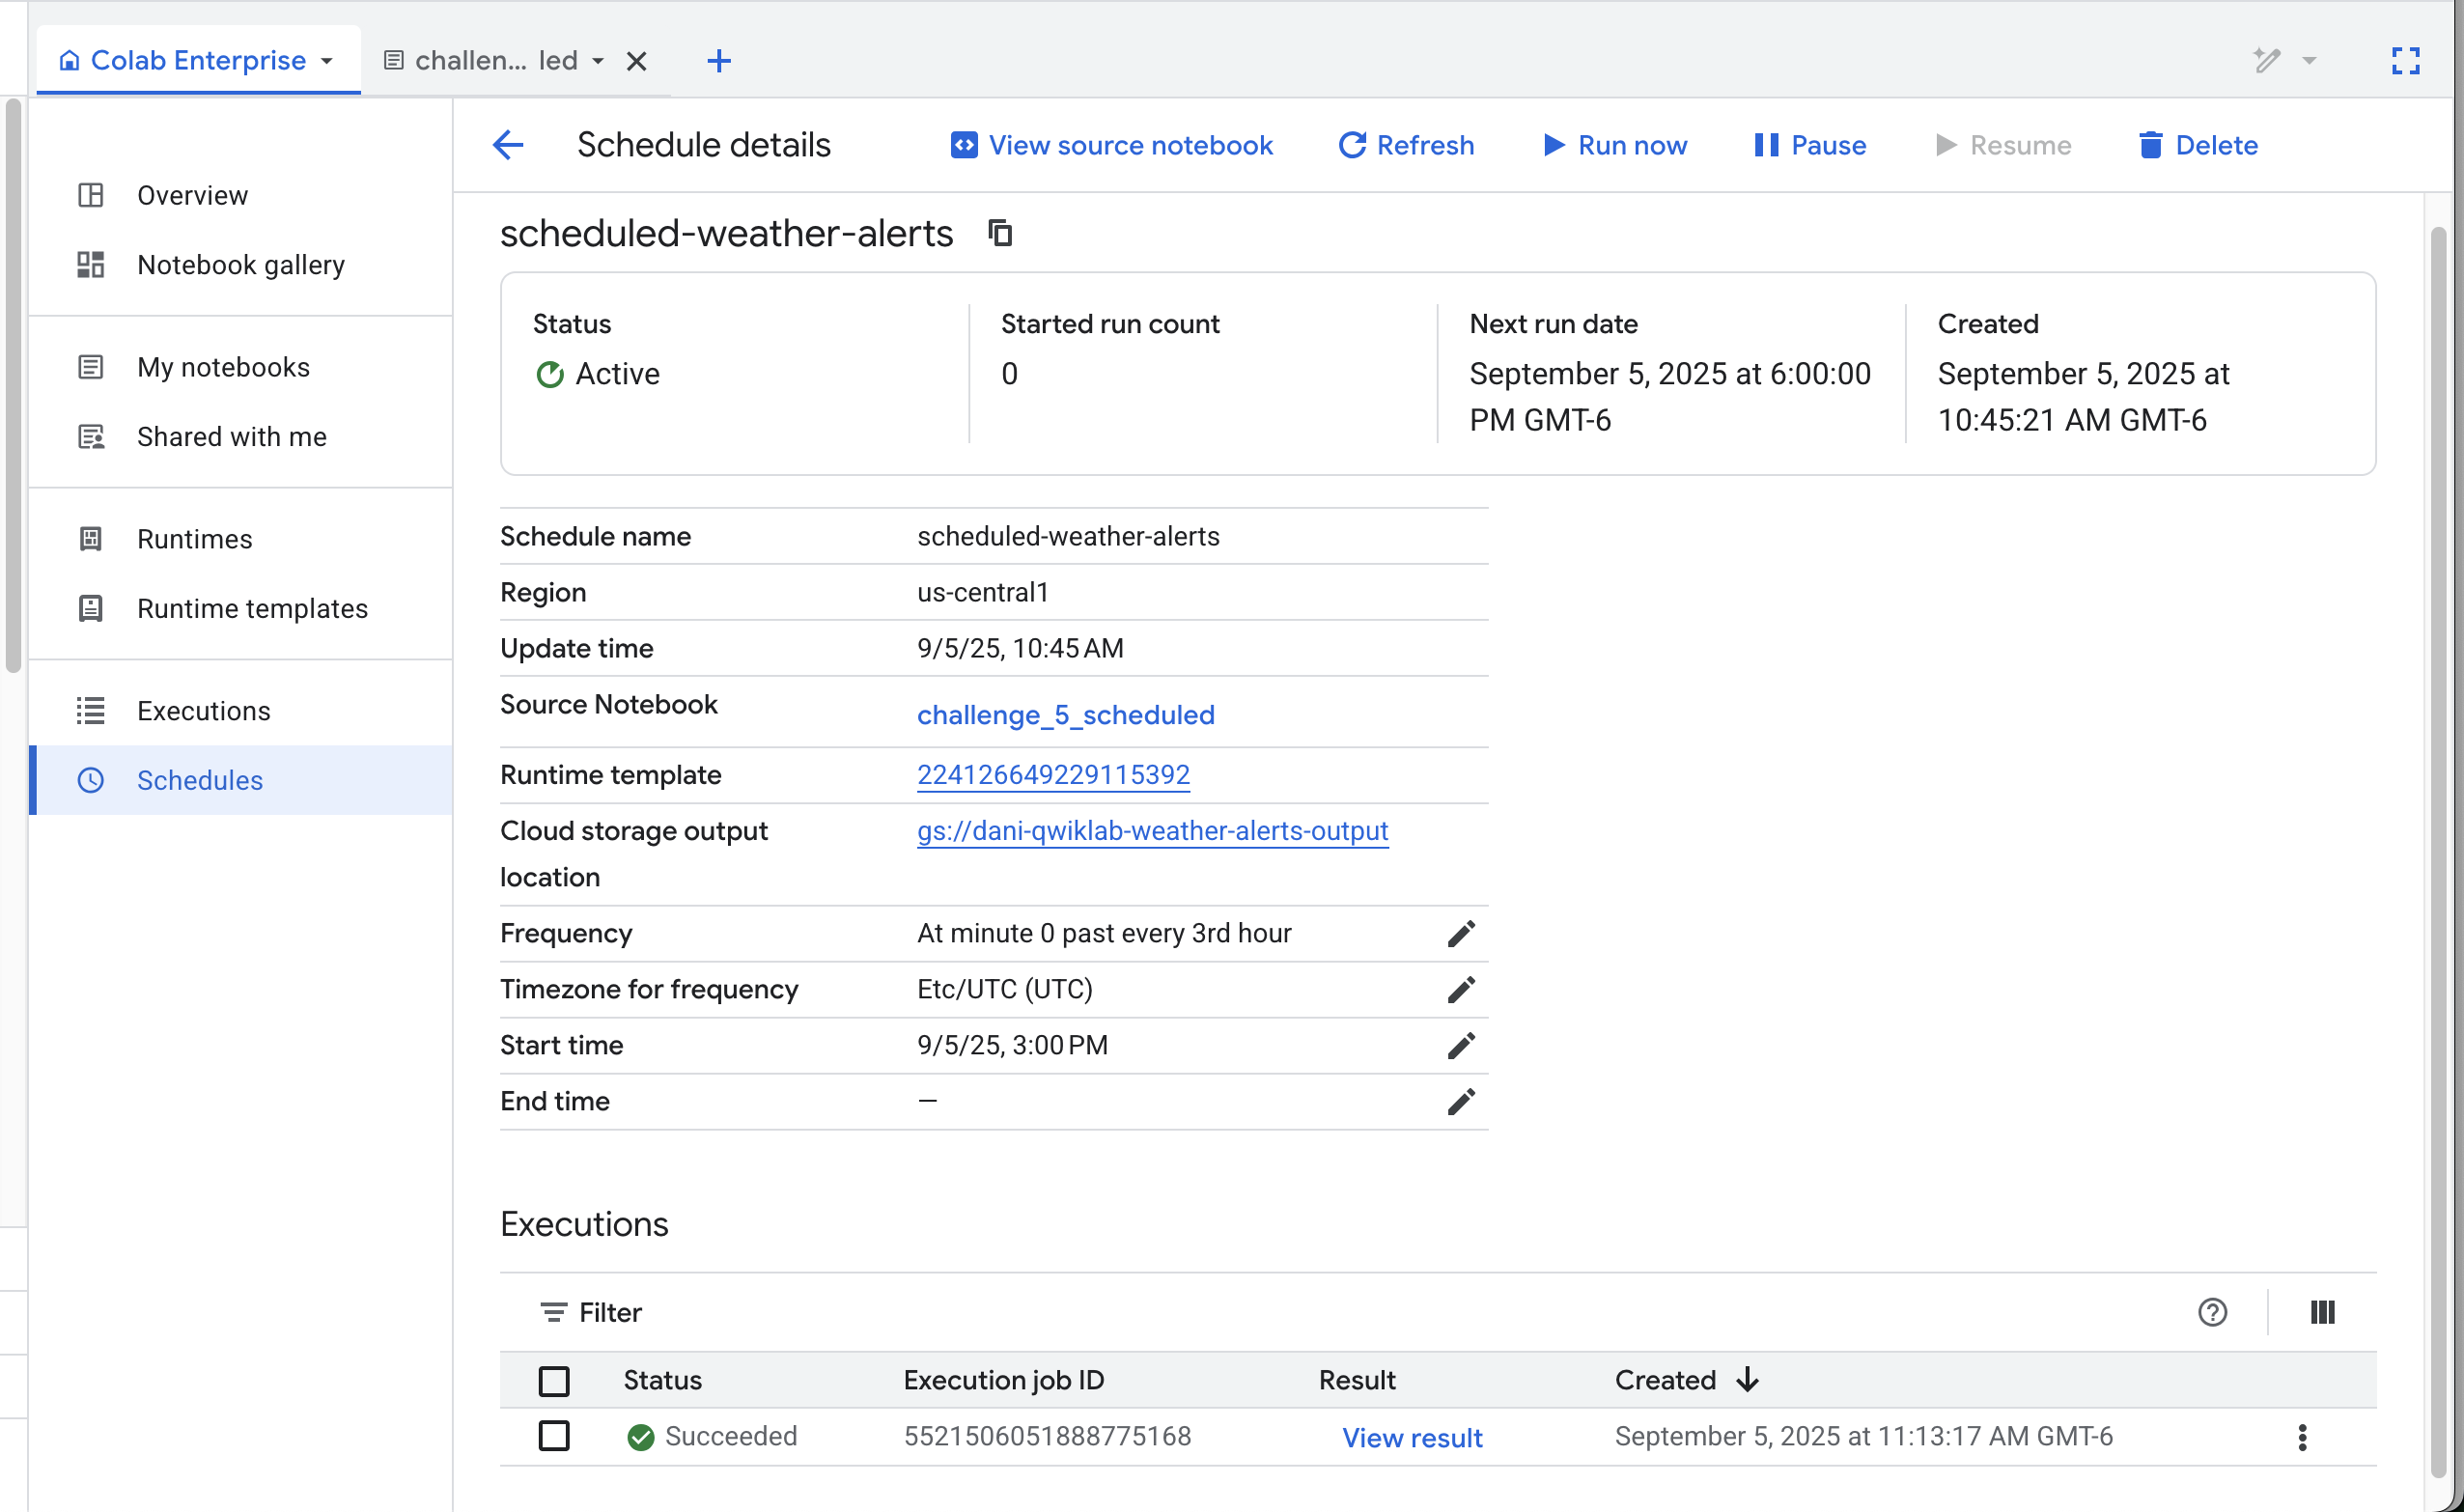 Colab Enterprise
challen... led
Schedule details
View source notebook
Refresh
Run now
Pause
Resume
Delete
Overview
Notebook gallery
My notebooks
Shared with me
Runtimes
Runtime templates
Executions
Schedules
scheduled-weather-alerts
Status
Active
Started run count
0
Next run date
September 5, 2025 at 6:00:00
PM GMT-6
Created
September 5, 2025 at
10:45:21 AM GMT-6
Schedule name scheduled-weather-alerts
Region us-central1
Update time 9/5/25, 10:45 AM
Source Notebook challenge_5_scheduled
Runtime template 224126649229115392
Cloud storage output gs://dani-qwiklab-weather-alerts-output
location
Frequency At minute 0 past every 3rd hour
Timezone for frequency Etc/UTC (UTC)
Start time 9/5/25, 3:00 PM
End time —
Executions
Filter
Status Execution job ID Result Created
Succeeded 5521506051888775168 View result September 5, 2025 at 11:13:17 AM GMT-6